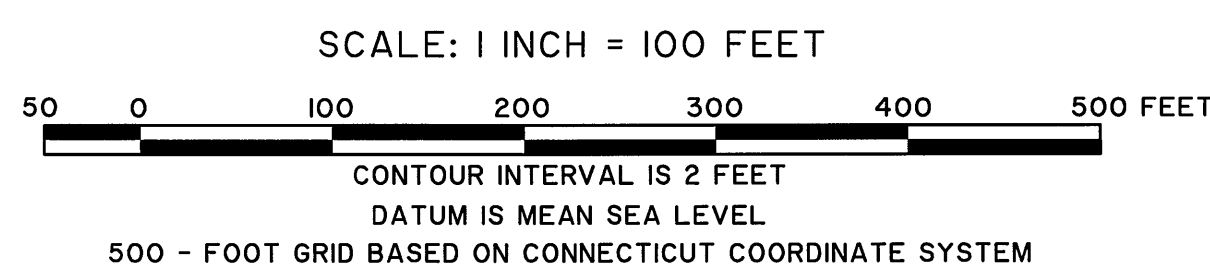 SCALE: 1 INCH = 100 FEET
50 0 100 200 300 400 500 FEET
CONTOUR INTERVAL IS 2 FEET
DATUM IS MEAN SEA LEVEL
500 - FOOT GRID BASED ON CONNECTICUT COORDINATE SYSTEM